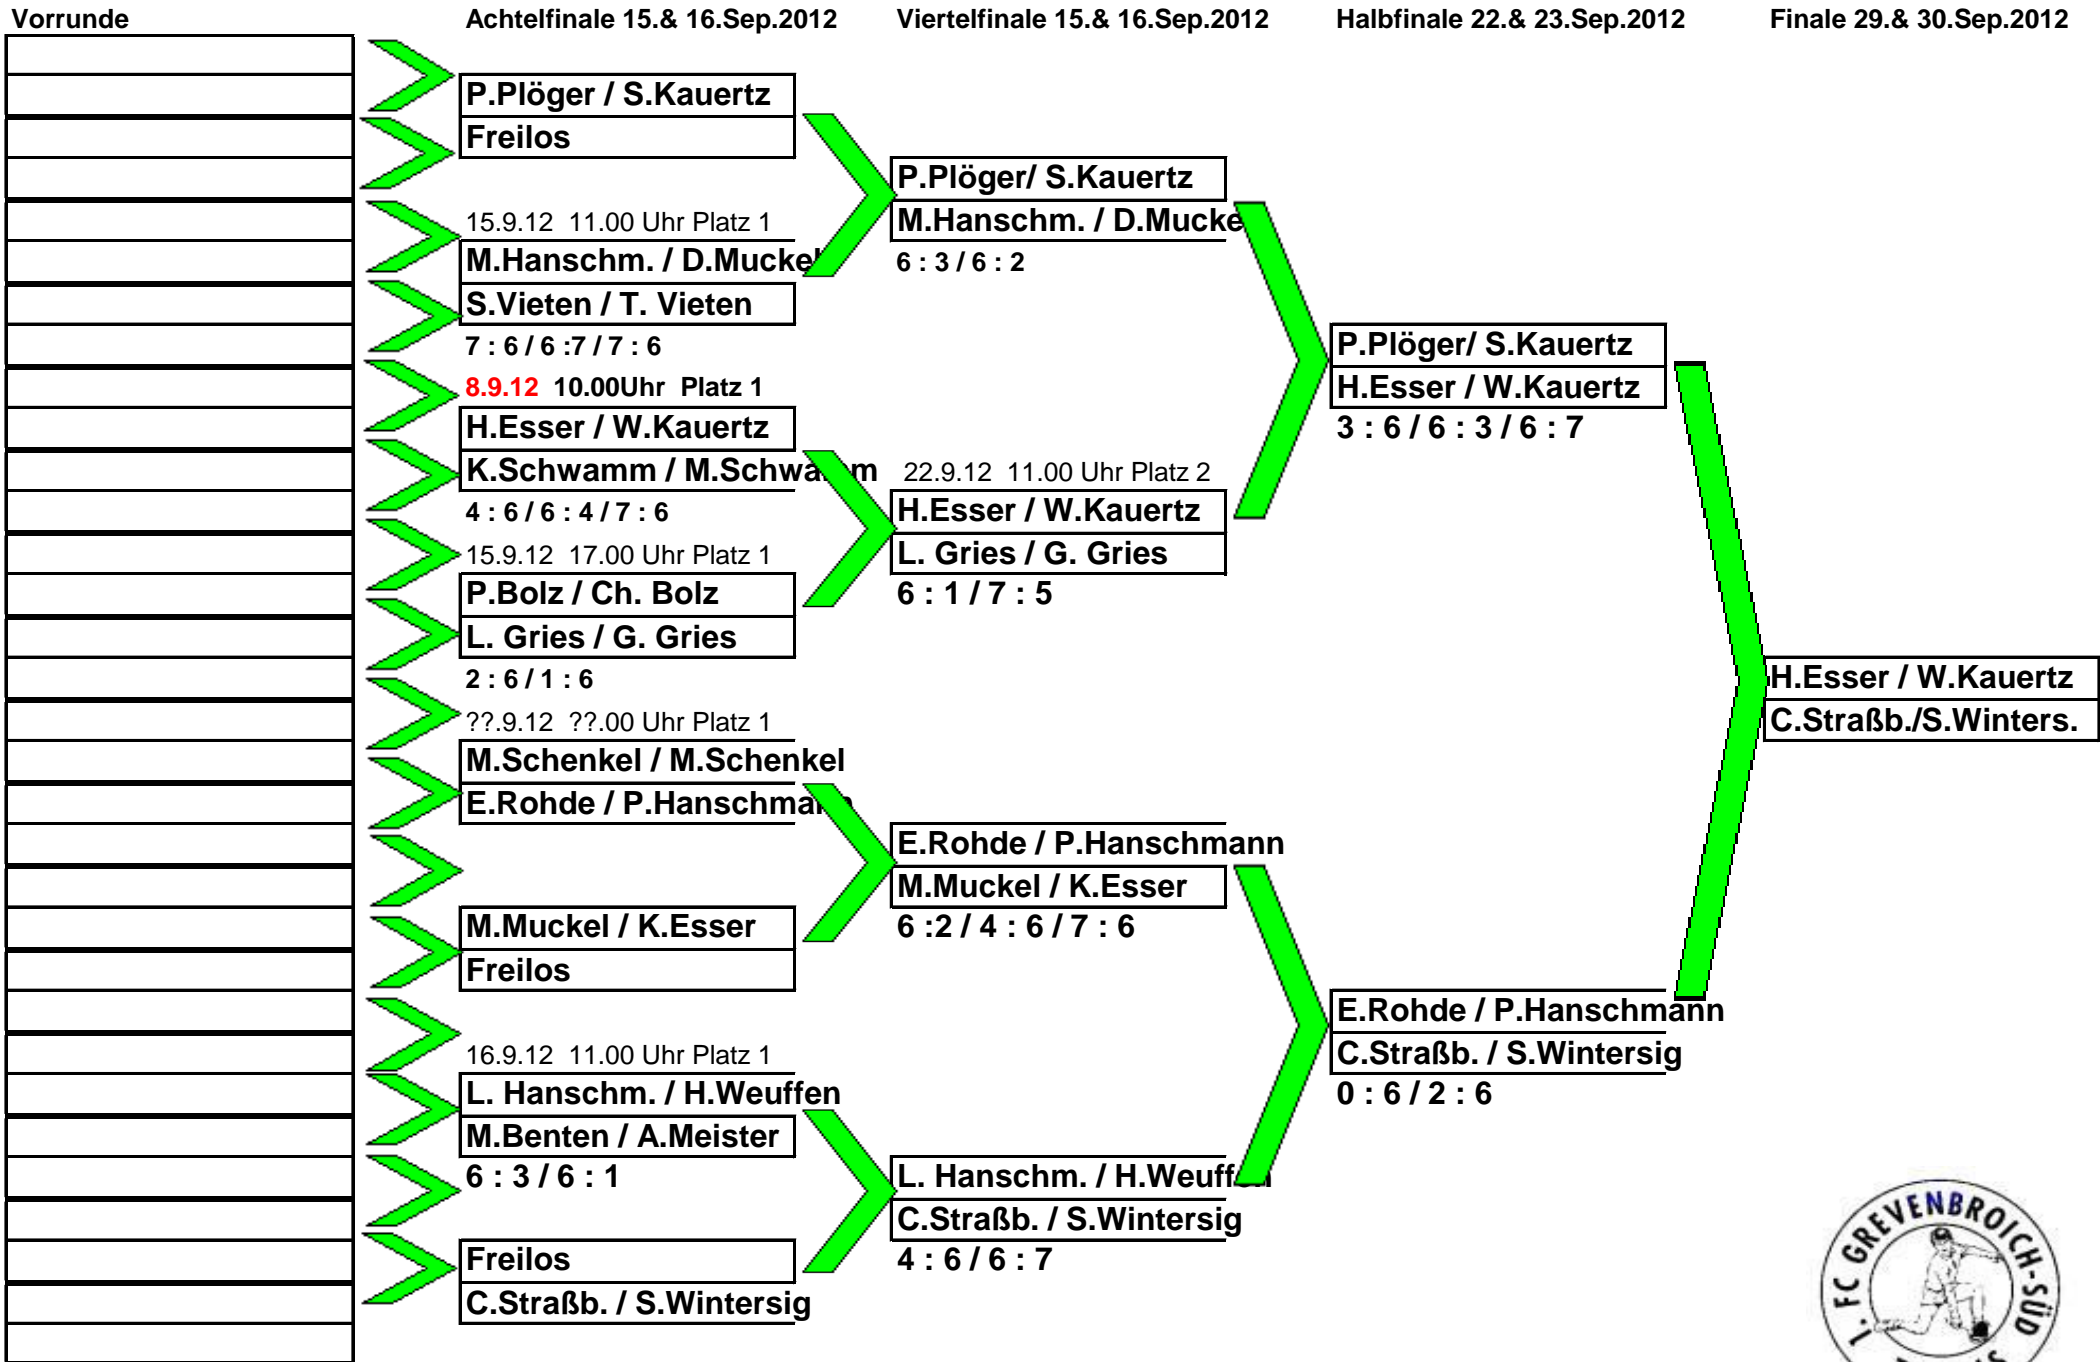 Vorrunde
Achtelfinale 15.& 16.Sep.2012
Viertelfinale 15.& 16.Sep.2012
Halbfinale 22.& 23.Sep.2012
Finale 29.& 30.Sep.2012
P.Plöger / S.Kauertz
Freilos
15.9.12 11.00 Uhr Platz 1
M.Hanschm. / D.Muckel
S.Vieten / T. Vieten
7 : 6 / 6 :7 / 7 : 6
8.9.12 10.00Uhr Platz 1
H.Esser / W.Kauertz
K.Schwamm / M.Schwamm
4 : 6 / 6 : 4 / 7 : 6
15.9.12 17.00 Uhr Platz 1
P.Bolz / Ch. Bolz
L. Gries / G. Gries
2 : 6 / 1 : 6
??.9.12 ??.00 Uhr Platz 1
M.Schenkel / M.Schenkel
E.Rohde / P.Hanschmann
M.Muckel / K.Esser
Freilos
16.9.12 11.00 Uhr Platz 1
L. Hanschm. / H.Weuffen
M.Benten / A.Meister
6 : 3 / 6 : 1
Freilos
C.Straßb. / S.Wintersig
P.Plöger/ S.Kauertz
M.Hanschm. / D.Mucke
6 : 3 / 6 : 2
22.9.12 11.00 Uhr Platz 2
H.Esser / W.Kauertz
L. Gries / G. Gries
6 : 1 / 7 : 5
E.Rohde / P.Hanschmann
M.Muckel / K.Esser
6 :2 / 4 : 6 / 7 : 6
L. Hanschm. / H.Weuffen
C.Straßb. / S.Wintersig
4 : 6 / 6 : 7
P.Plöger/ S.Kauertz
H.Esser / W.Kauertz
3 : 6 / 6 : 3 / 6 : 7
E.Rohde / P.Hanschmann
C.Straßb. / S.Wintersig
0 : 6 / 2 : 6
H.Esser / W.Kauertz
C.Straßb./S.Winters.
1. FC GREVENBROICH-SÜD